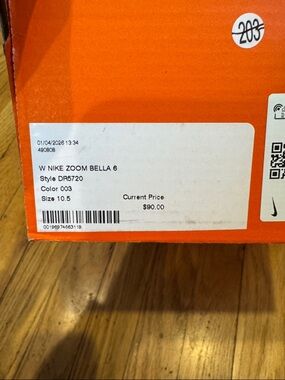 203
01/04/2026 13:34
490808
W NIKE ZOOM BELLA 6
Style DR5720
Color 003
Size 10.5
Current Price
$90.00